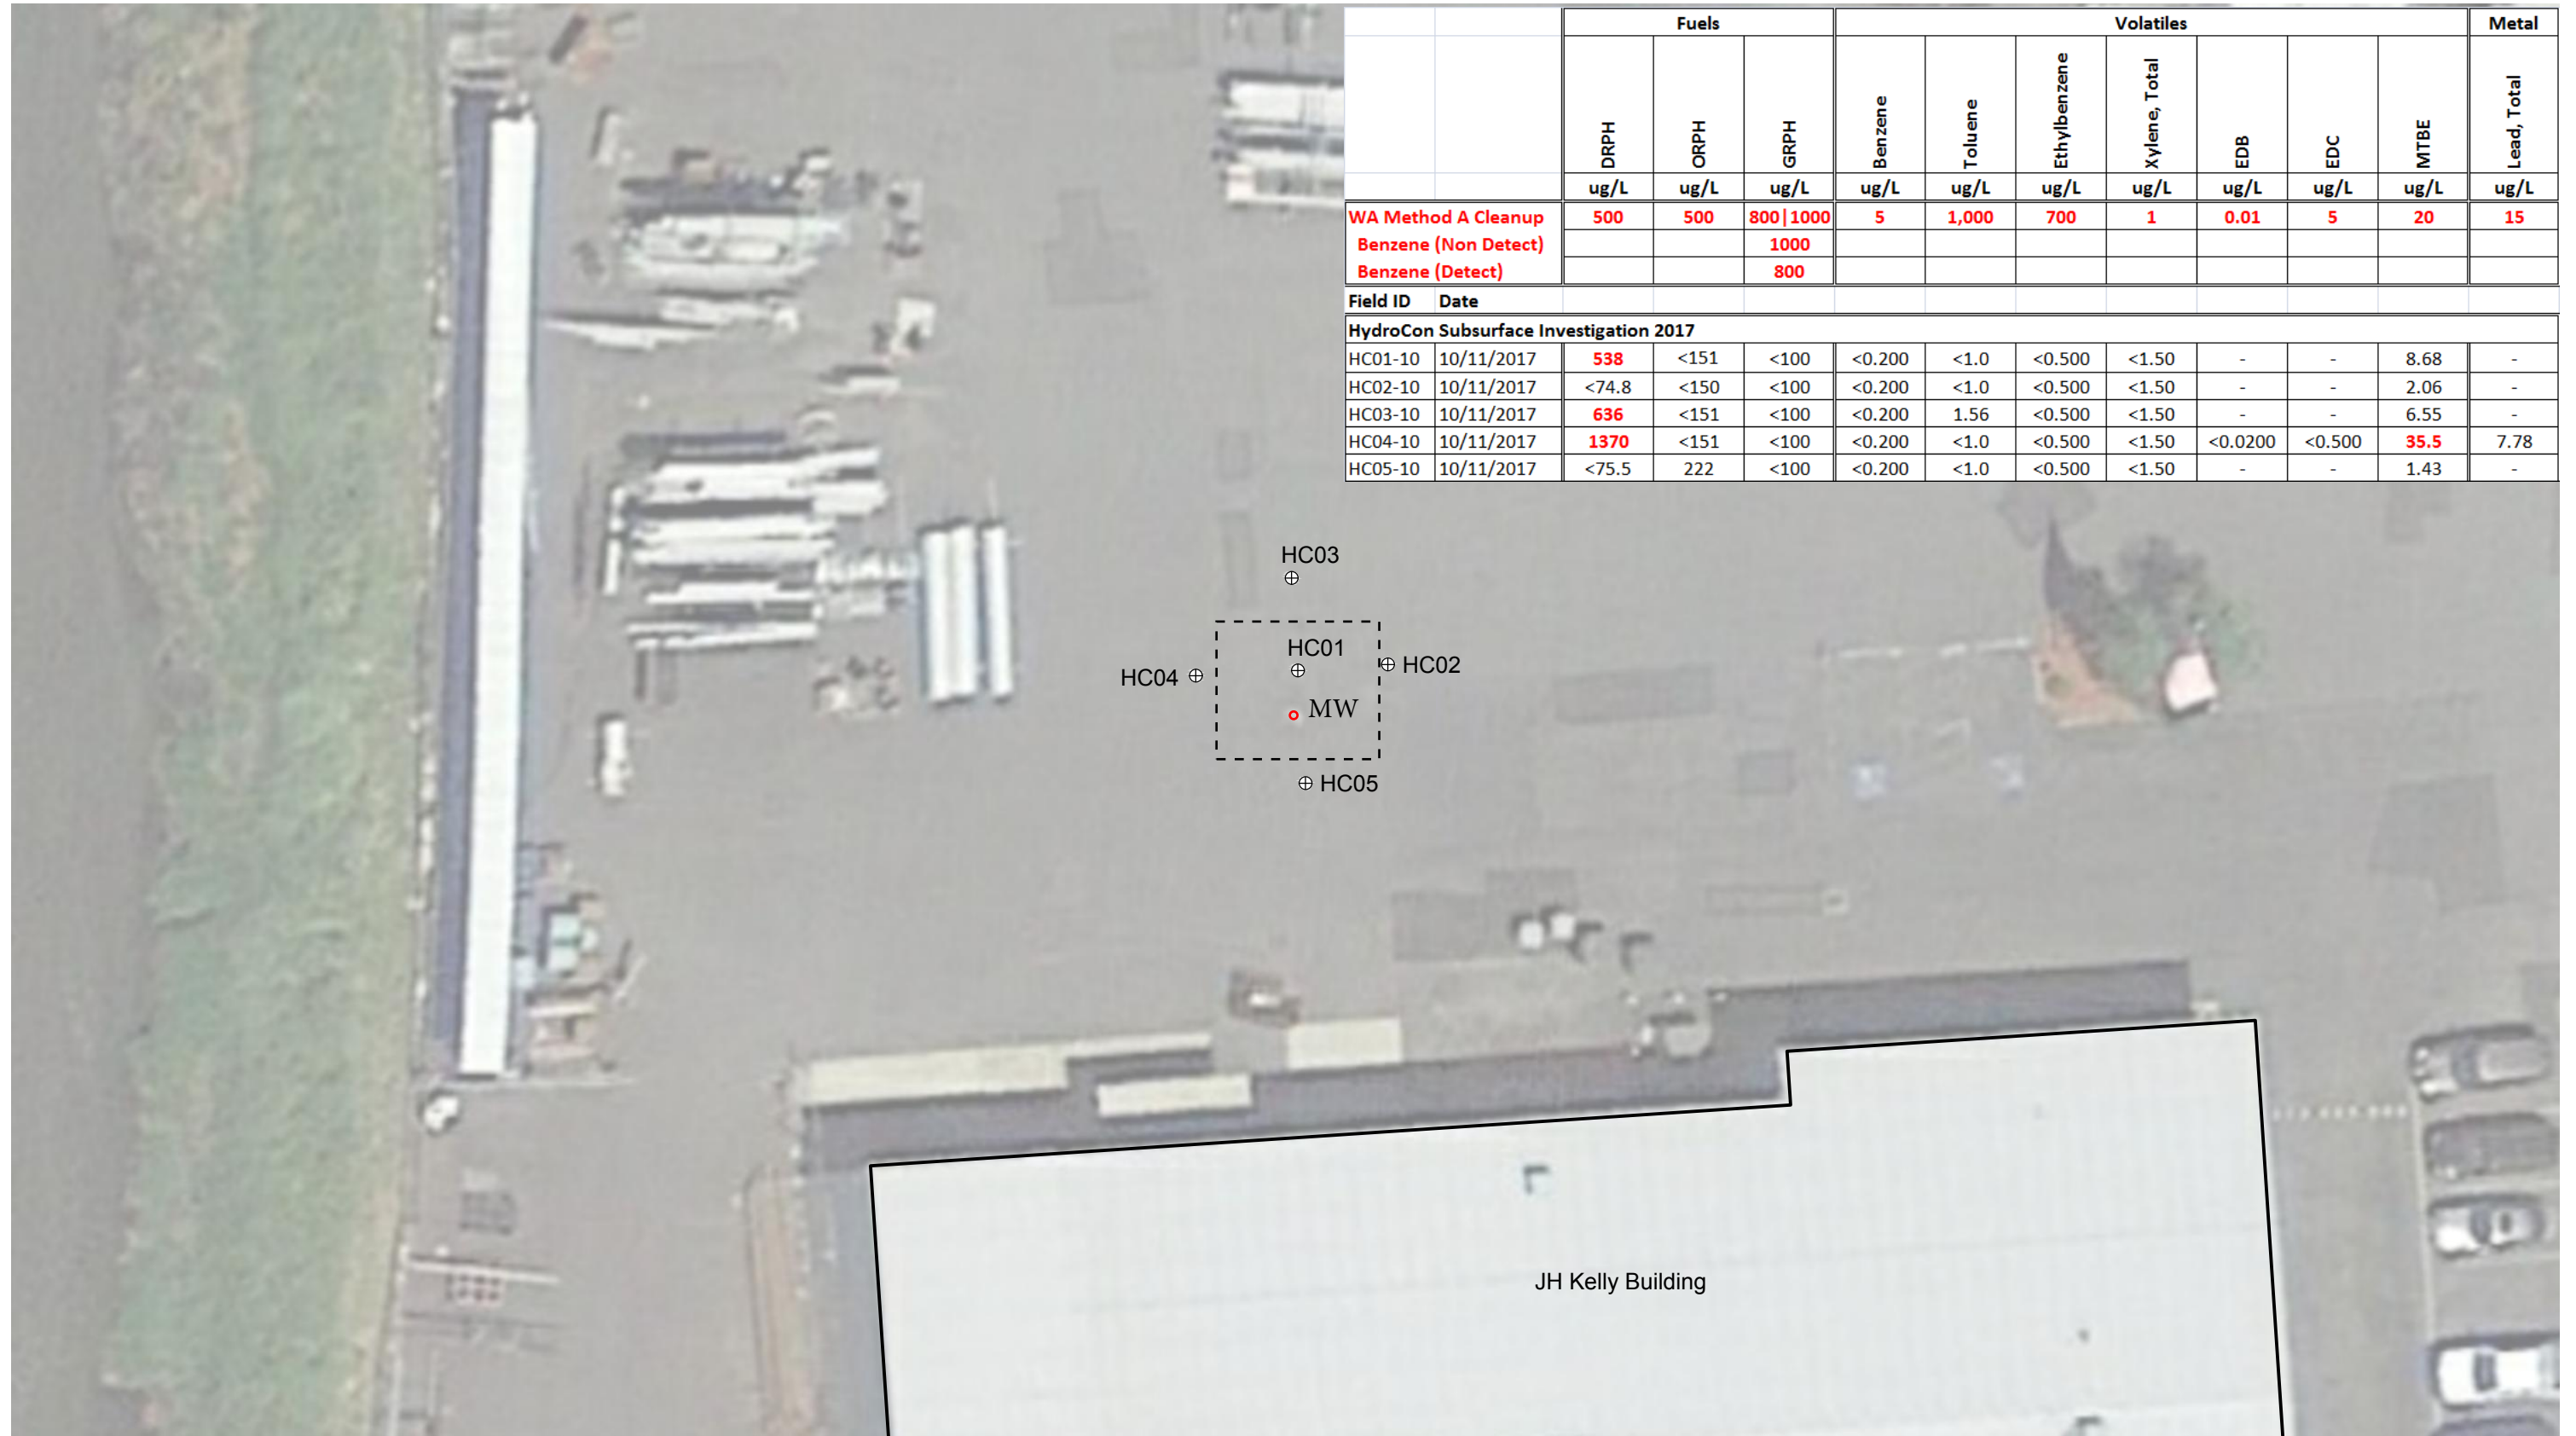 Fuels Volatiles Metal
DRPH ORPH GRPH Benzene Toluene Ethylbenzene Xylene, Total EDB EDC MTBE Lead, Total
ug/L ug/L ug/L ug/L ug/L ug/L ug/L ug/L ug/L ug/L ug/L
WA Method A Cleanup 500 500 800|1000 5 1,000 700 1 0.01 5 20 15
Benzene (Non Detect) 1000
Benzene (Detect) 800
Field ID Date
HydroCon Subsurface Investigation 2017
HC01-10 10/11/2017 538 <151 <100 <0.200 <1.0 <0.500 <1.50 - - 8.68 -
HC02-10 10/11/2017 <74.8 <150 <100 <0.200 <1.0 <0.500 <1.50 - - 2.06 -
HC03-10 10/11/2017 636 <151 <100 <0.200 1.56 <0.500 <1.50 - - 6.55 -
HC04-10 10/11/2017 1370 <151 <100 <0.200 <1.0 <0.500 <1.50 <0.0200 <0.500 35.5 7.78
HC05-10 10/11/2017 <75.5 222 <100 <0.200 <1.0 <0.500 <1.50 - - 1.43 -
HC03
HC01
HC04
HC02
MW
HC05
JH Kelly Building